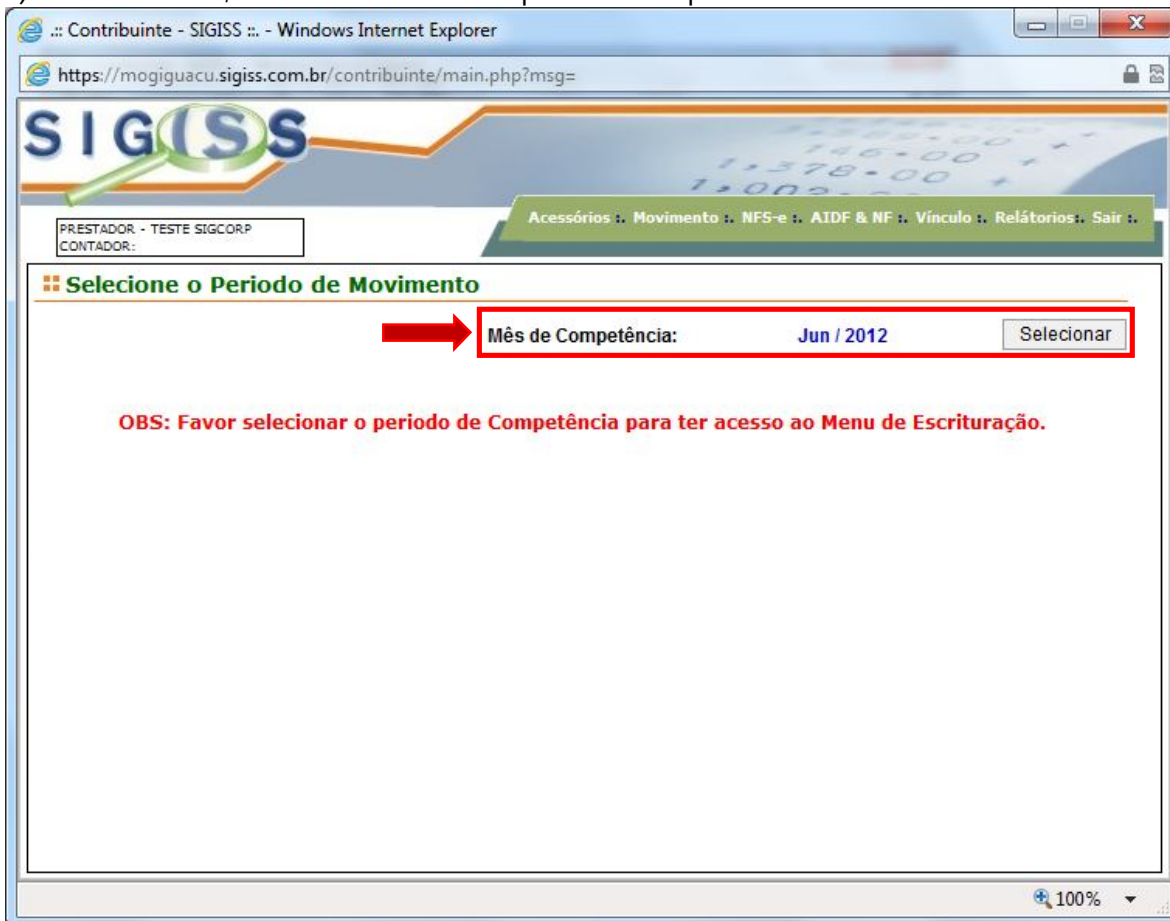 .:: Contribuinte - SIGISS ::. - Windows Internet Explorer
https://mogiguacu.sigiss.com.br/contribuinte/main.php?msg=
SIGISS
PRESTADOR - TESTE SIGCORP
CONTADOR:
Acessórios :. Movimento :. NFS-e :. AIDF & NF :. Vínculo :. Relátorios:. Sair :.
Selecione o Periodo de Movimento
Mês de Competência: Jun / 2012 Selecionar
OBS: Favor selecionar o periodo de Competência para ter acesso ao Menu de Escrituração.
100%